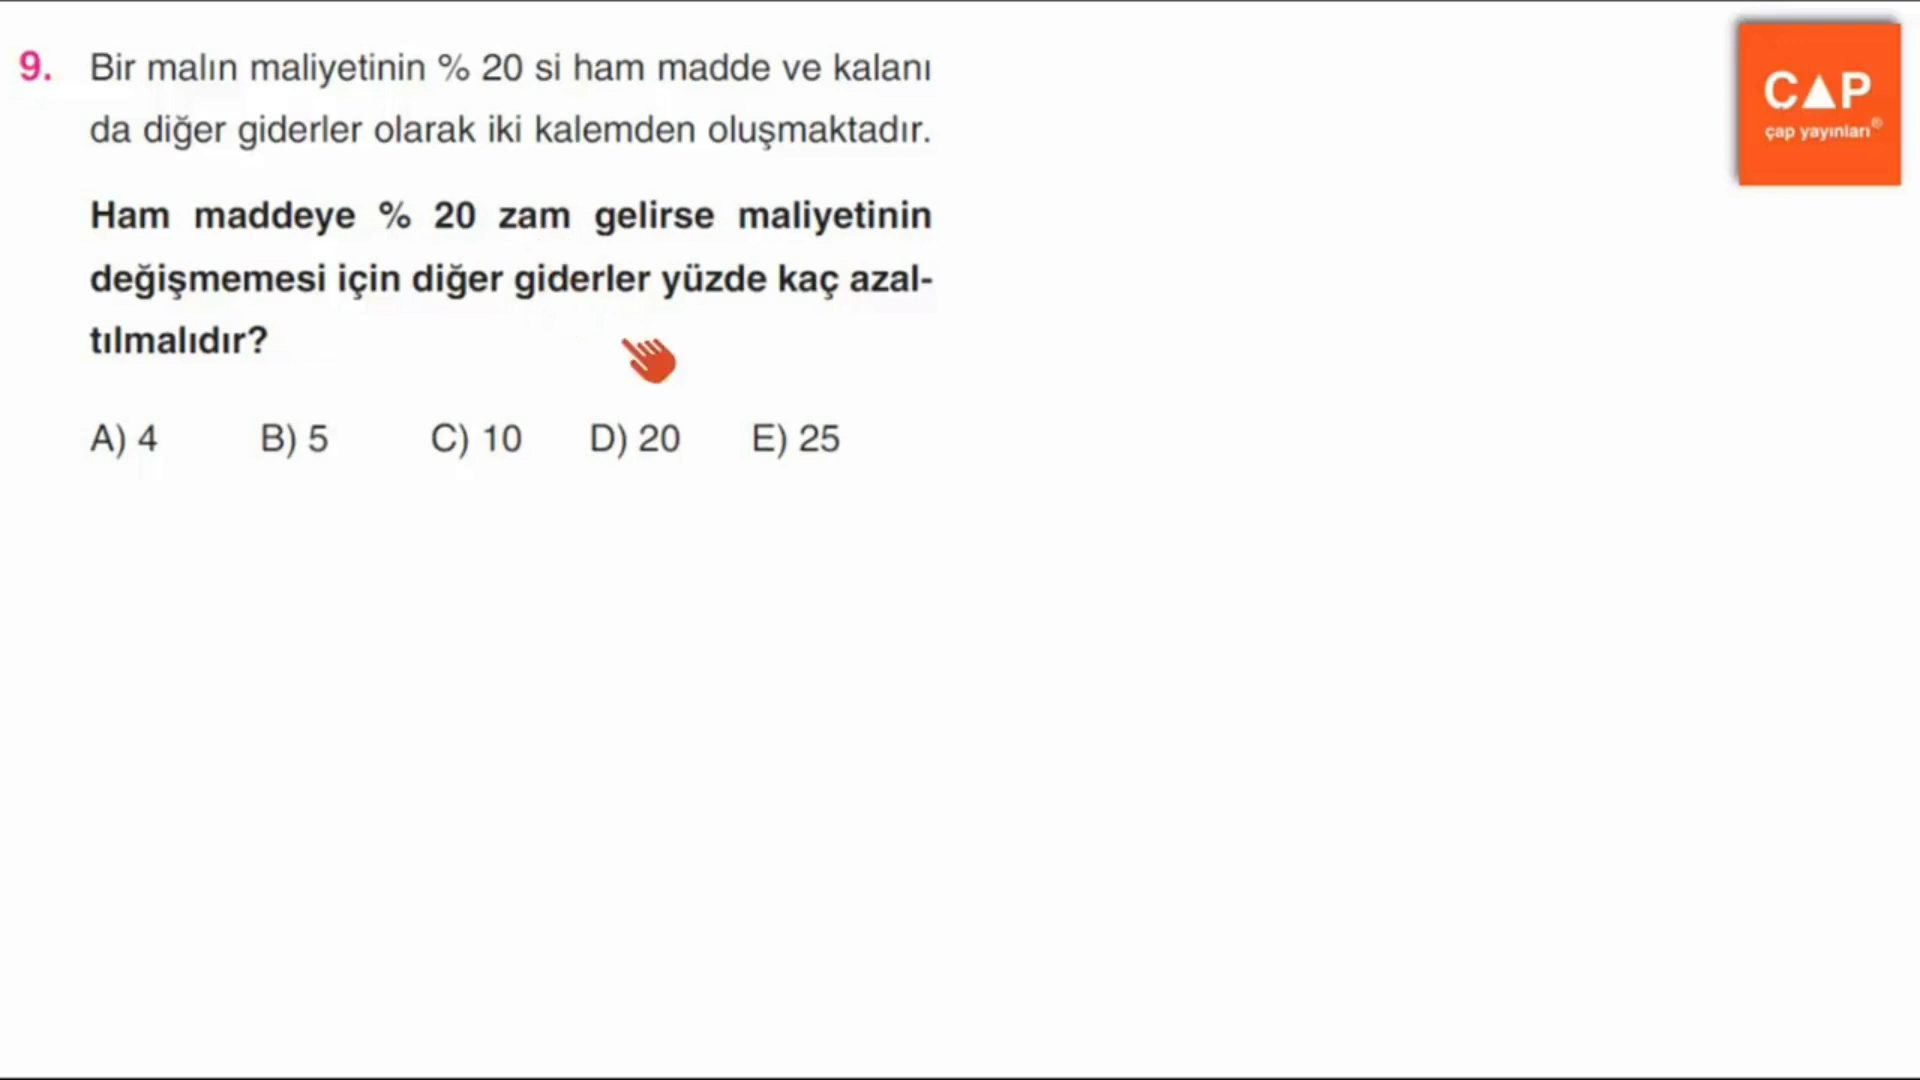 9. Bir malın maliyetinin % 20 si ham madde ve kalanı
da diğer giderler olarak iki kalemden oluşmaktadır.
Ham maddeye % 20 zam gelirse maliyetinin
değişmemesi için diğer giderler yüzde kaç azal-
tılmalıdır?
A) 4 B) 5 C) 10 D) 20 E) 25
ÇAP
çap yayınları®